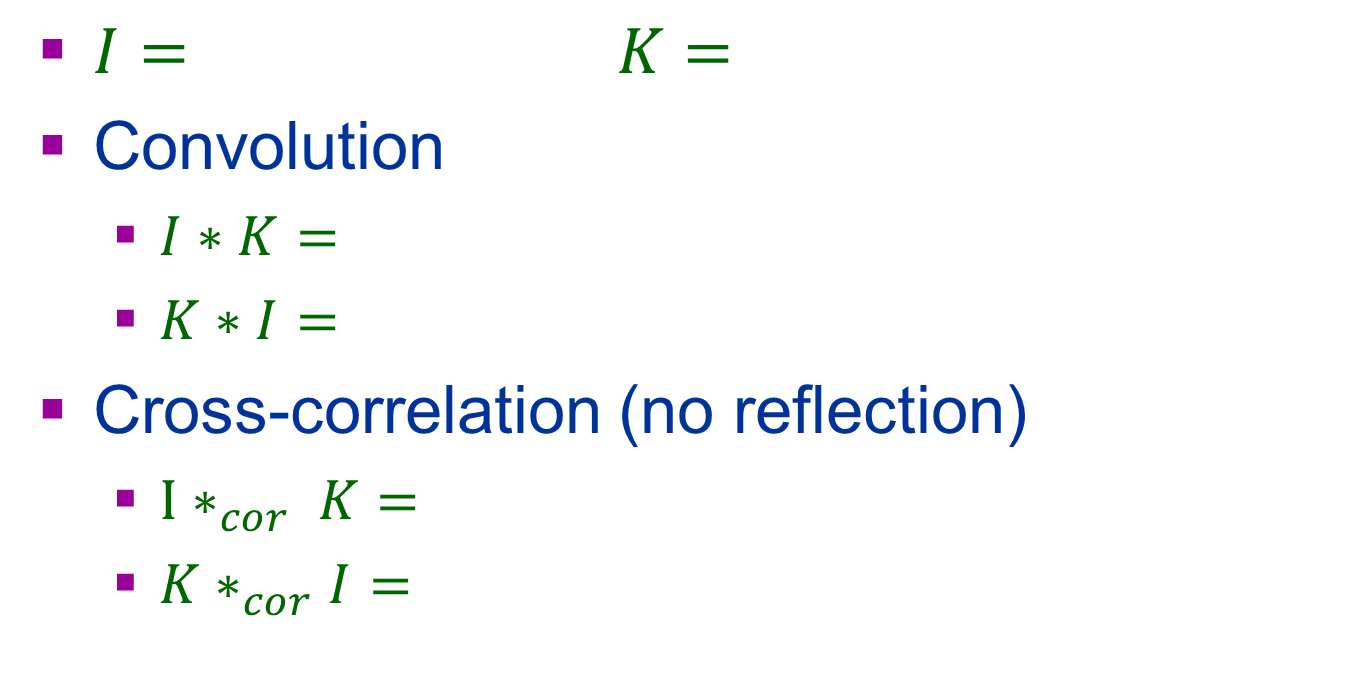 ▪ I = K =
▪ Convolution
▪ I ∗ K =
▪ K ∗ I =
▪ Cross-correlation (no reflection)
▪ I ∗cor K =
▪ K ∗cor I =